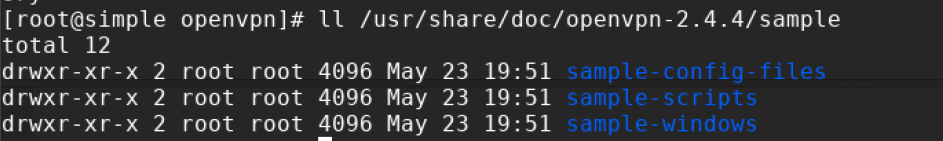 [root@simple openvpn]# ll /usr/share/doc/openvpn-2.4.4/sample
total 12
drwxr-xr-x 2 root root 4096 May 23 19:51 sample-config-files
drwxr-xr-x 2 root root 4096 May 23 19:51 sample-scripts
drwxr-xr-x 2 root root 4096 May 23 19:51 sample-windows